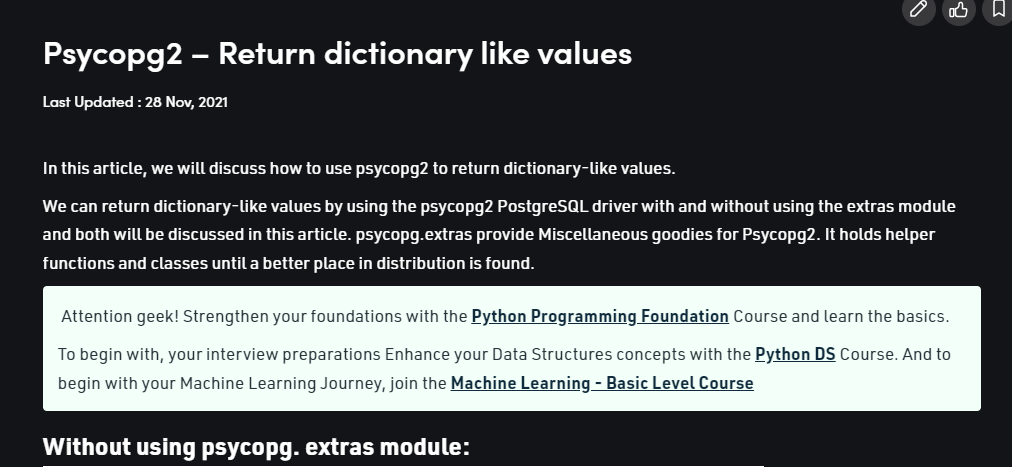 Psycopg2 – Return dictionary like values
Last Updated : 28 Nov, 2021
In this article, we will discuss how to use psycopg2 to return dictionary-like values.
We can return dictionary-like values by using the psycopg2 PostgreSQL driver with and without using the extras module
and both will be discussed in this article. psycopg.extras provide Miscellaneous goodies for Psycopg2. It holds helper
functions and classes until a better place in distribution is found.
Attention geek! Strengthen your foundations with the Python Programming Foundation Course and learn the basics.
To begin with, your interview preparations Enhance your Data Structures concepts with the Python DS Course. And to
begin with your Machine Learning Journey, join the Machine Learning - Basic Level Course
Without using psycopg. extras module: